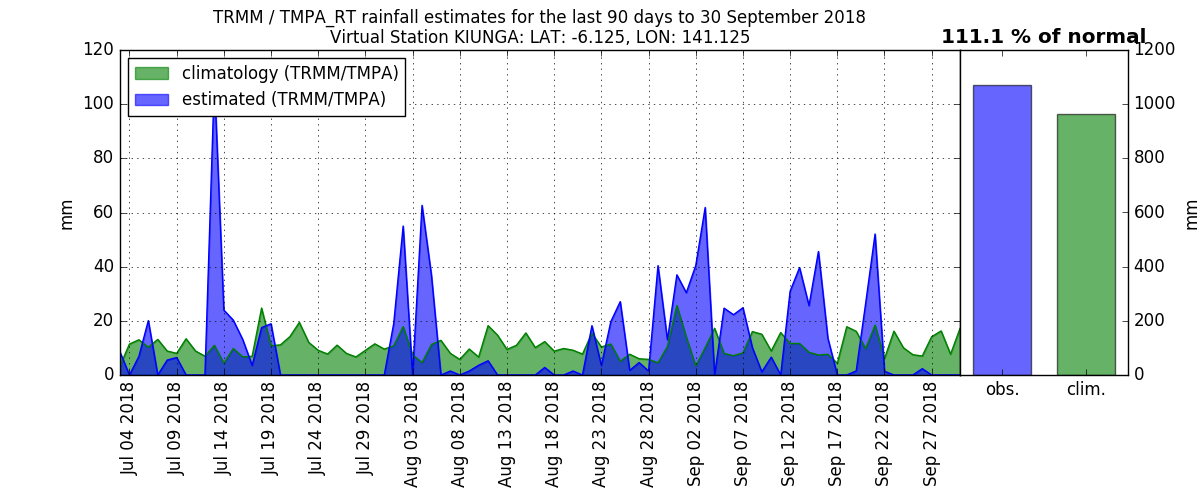 TRMM / TMPA_RT rainfall estimates for the last 90 days to 30 September 2018
Virtual Station KIUNGA: LAT: -6.125, LON: 141.125
111.1 % of normal
climatology (TRMM/TMPA)
estimated (TRMM/TMPA)
mm
120
100
80
60
40
20
0
Jul 04 2018
Jul 09 2018
Jul 14 2018
Jul 19 2018
Jul 24 2018
Jul 29 2018
Aug 03 2018
Aug 08 2018
Aug 13 2018
Aug 18 2018
Aug 23 2018
Aug 28 2018
Sep 02 2018
Sep 07 2018
Sep 12 2018
Sep 17 2018
Sep 22 2018
Sep 27 2018
obs.
clim.
1200
1000
800
600
400
200
0
mm